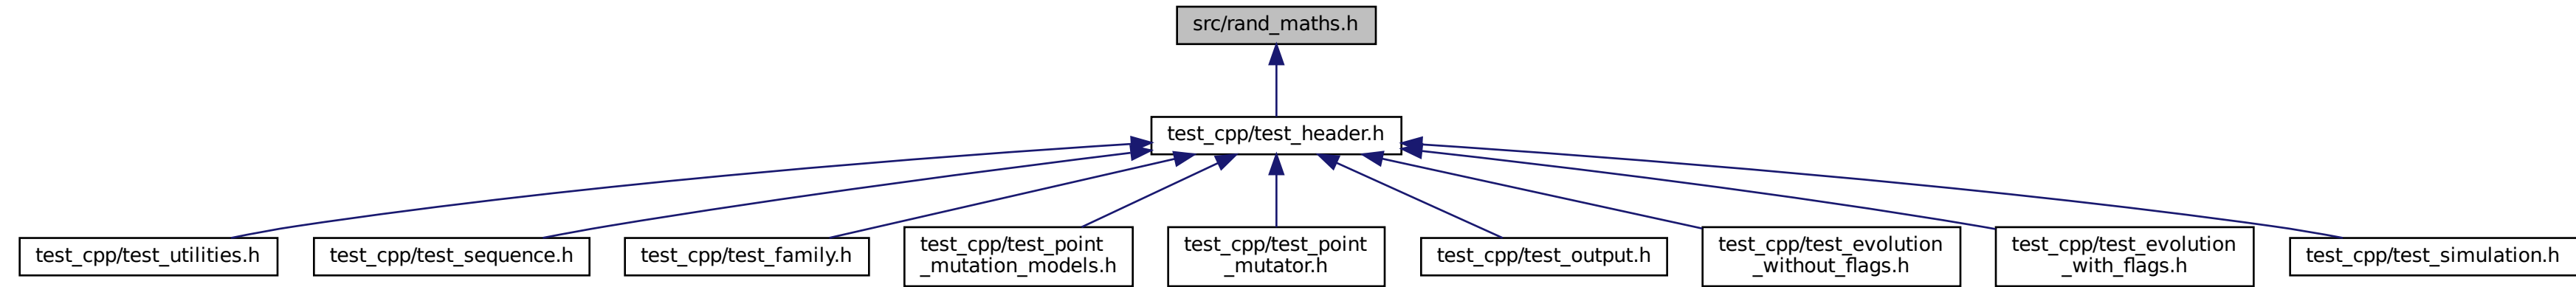 src/rand_maths.h
test_cpp/test_header.h
test_cpp/test_utilities.h
test_cpp/test_sequence.h
test_cpp/test_family.h
test_cpp/test_point
_mutation_models.h
test_cpp/test_point
_mutator.h
test_cpp/test_output.h
test_cpp/test_evolution
_without_flags.h
test_cpp/test_evolution
_with_flags.h
test_cpp/test_simulation.h